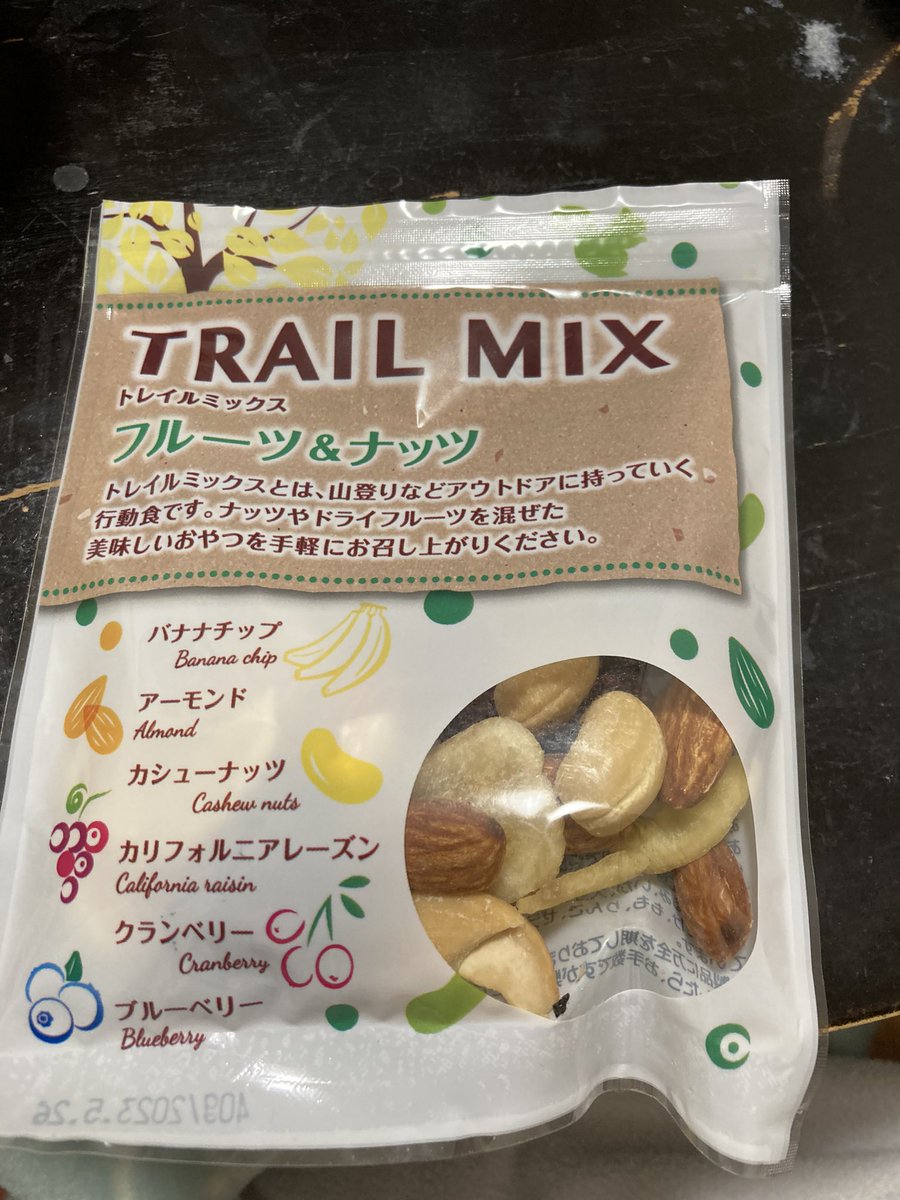 TRAIL MIX
トレイルミックス
フルーツ&ナッツ
トレイルミックスとは、山登りなどアウトドアに持っていく
行動食です。ナッツやドライフルーツを混ぜた
美味しいおやつを手軽にお召し上がりください。
バナナチップ
Banana chip
アーモンド
Almond
カシューナッツ
Cashew nuts
カリフォルニアレーズン
California raisin
クランベリー
Cranberry
ブルーベリー
Blueberry